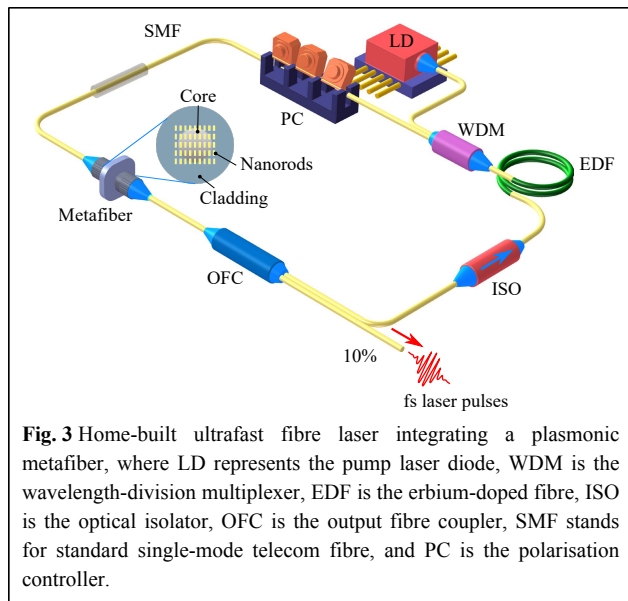 SMF
LD
PC
WDM
EDF
Core
Nanorods
Cladding
Metafiber
OFC
ISO
10%
fs laser pulses
Fig. 3 Home-built ultrafast fibre laser integrating a plasmonic
metafiber, where LD represents the pump laser diode, WDM is the
wavelength-division multiplexer, EDF is the erbium-doped fibre, ISO
is the optical isolator, OFC is the output fibre coupler, SMF stands
for standard single-mode telecom fibre, and PC is the polarisation
controller.